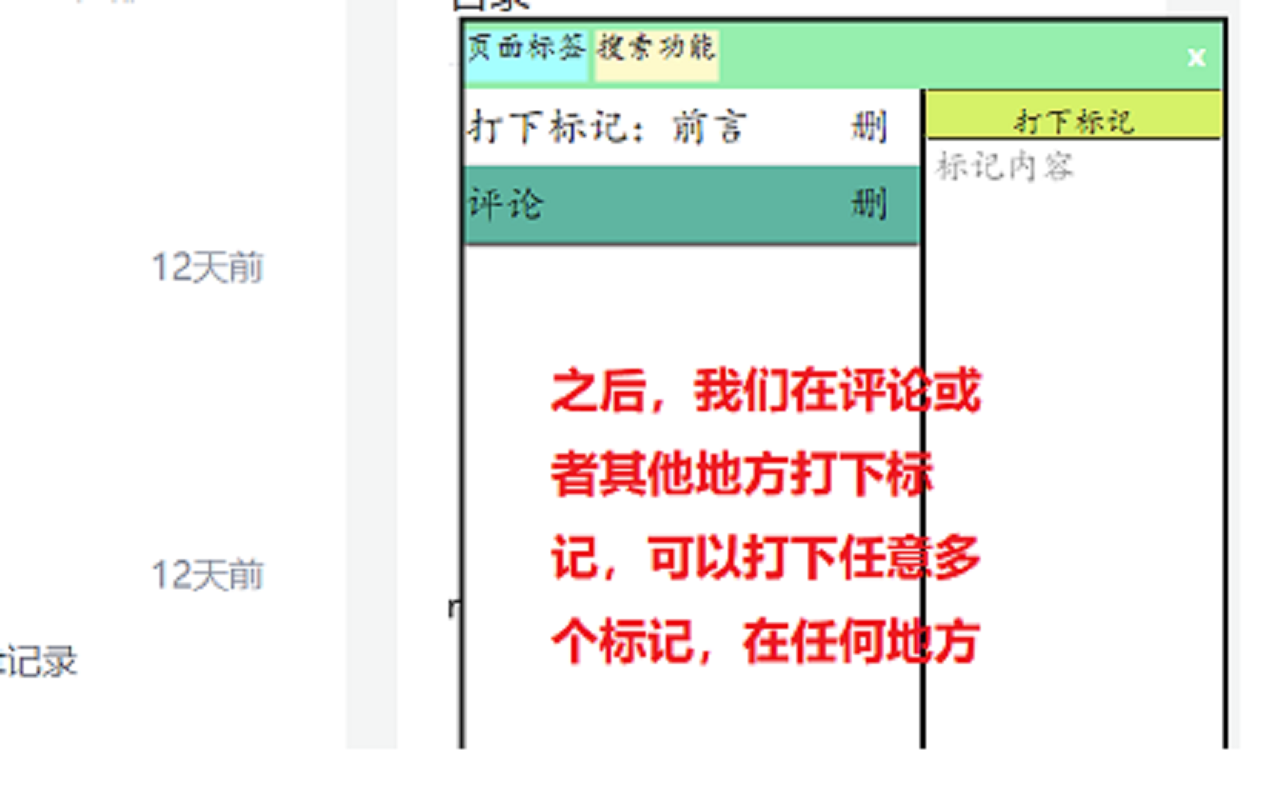 目录
页面标签 搜索功能 x
打下标记：前言 删 打下标记
标记内容
评论 删
12天前
之后，我们在评论或
者其他地方打下标
记，可以打下任意多
个标记，在任何地方
12天前
r
记录